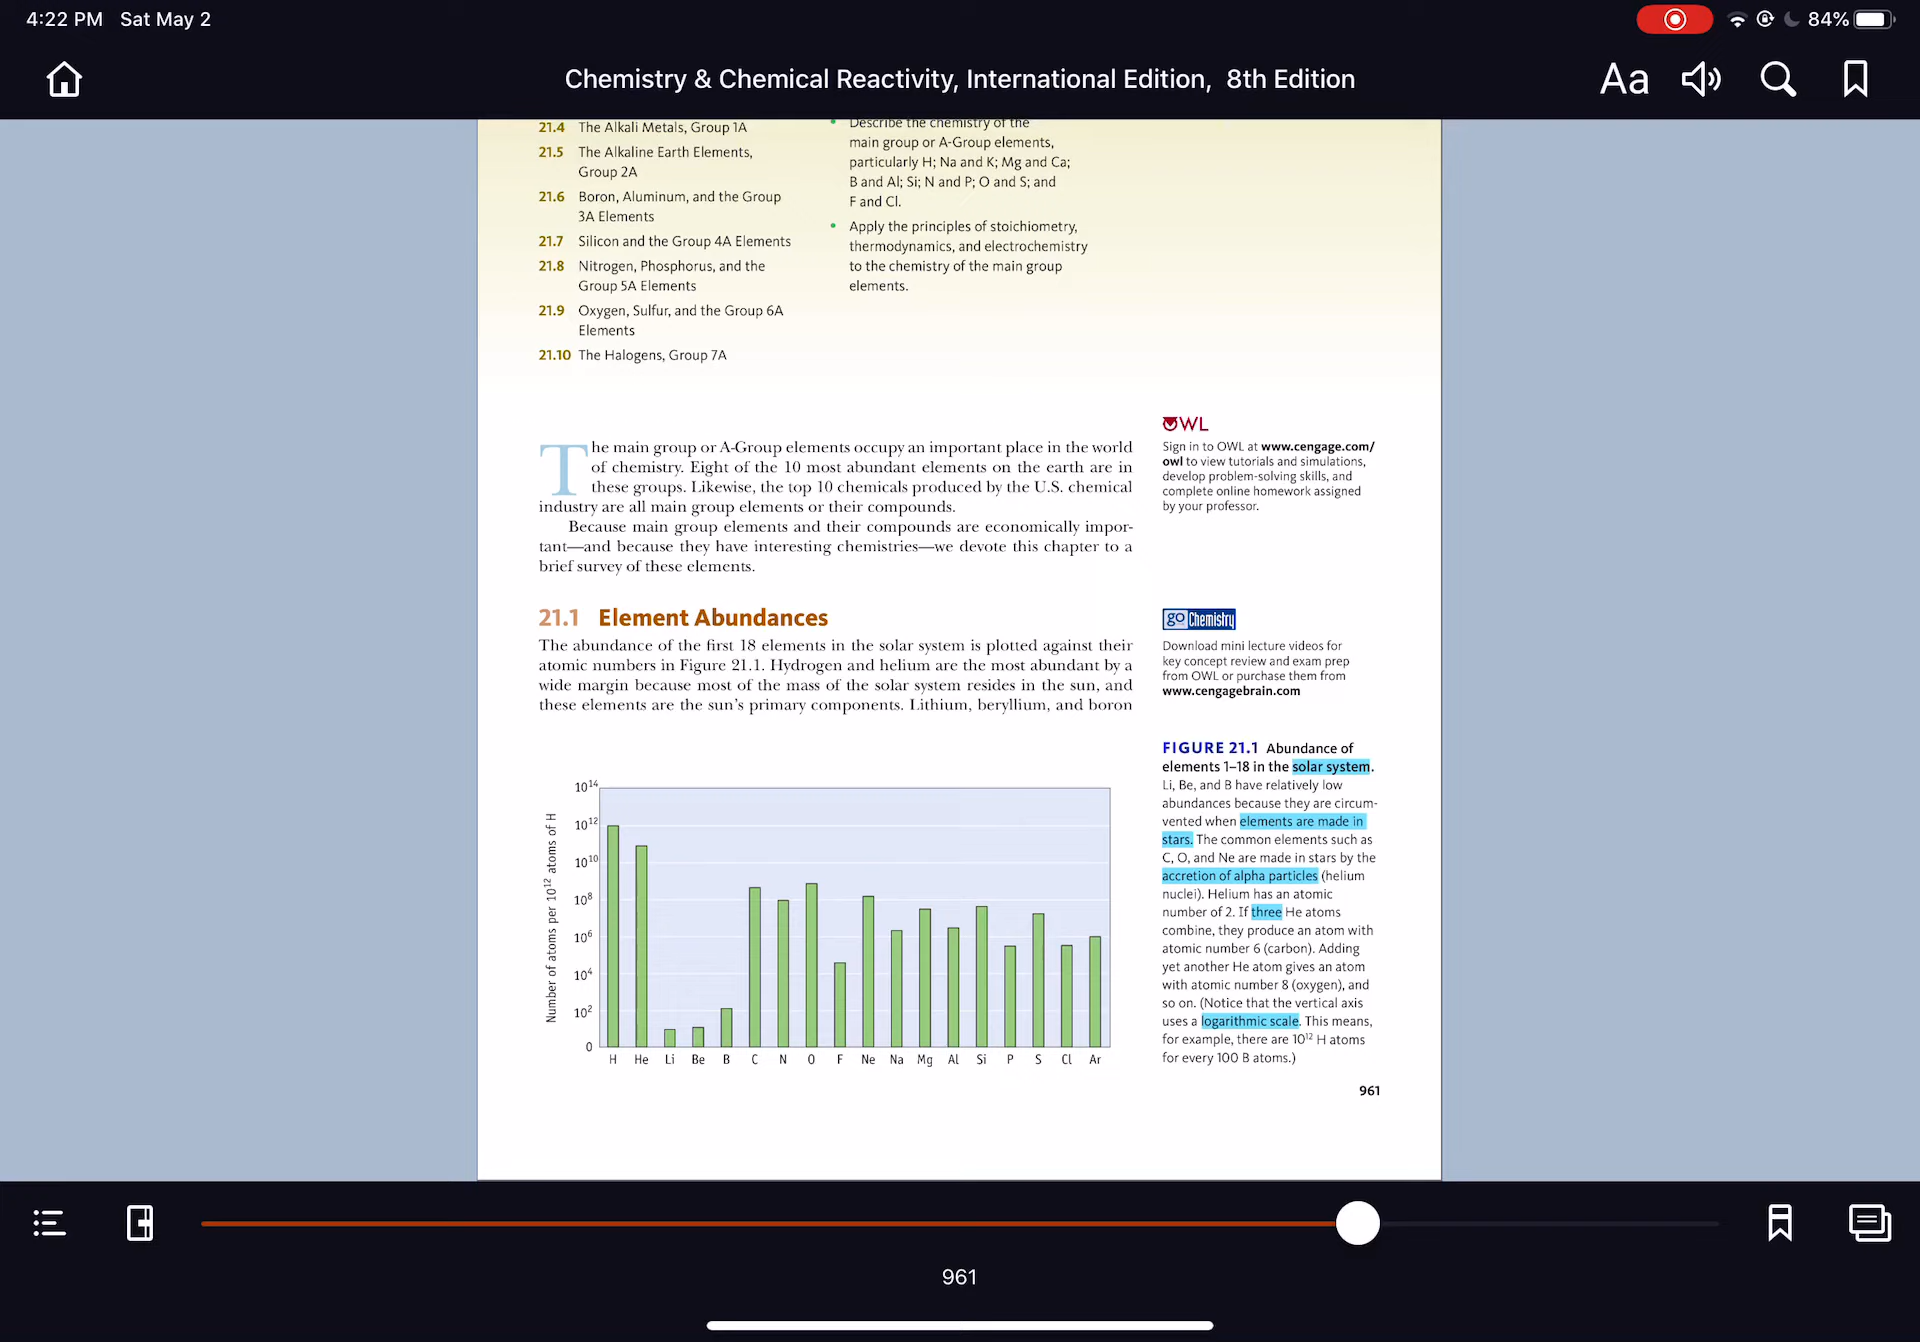 4:22 PM Sat May 2
84%
Chemistry & Chemical Reactivity, International Edition, 8th Edition
Aa
21.4 The Alkali Metals, Group 1A
21.5 The Alkaline Earth Elements,
Group 2A
21.6 Boron, Aluminum, and the Group
3A Elements
21.7 Silicon and the Group 4A Elements
21.8 Nitrogen, Phosphorus, and the
Group 5A Elements
21.9 Oxygen, Sulfur, and the Group 6A
Elements
21.10 The Halogens, Group 7A
• Describe the chemistry of the
main group or A-Group elements,
particularly H; Na and K; Mg and Ca;
B and Al; Si; N and P; O and S; and
F and Cl.
• Apply the principles of stoichiometry,
thermodynamics, and electrochemistry
to the chemistry of the main group
elements.
The main group or A-Group elements occupy an important place in the world
of chemistry. Eight of the 10 most abundant elements on the earth are in
these groups. Likewise, the top 10 chemicals produced by the U.S. chemical
industry are all main group elements or their compounds.
Because main group elements and their compounds are economically impor-
tant—and because they have interesting chemistries—we devote this chapter to a
brief survey of these elements.
OWL
Sign in to OWL at www.cengage.com/
owl to view tutorials and simulations,
develop problem-solving skills, and
complete online homework assigned
by your professor.
21.1 Element Abundances
The abundance of the first 18 elements in the solar system is plotted against their
atomic numbers in Figure 21.1. Hydrogen and helium are the most abundant by a
wide margin because most of the mass of the solar system resides in the sun, and
these elements are the sun's primary components. Lithium, beryllium, and boron
go Chemistry
Download mini lecture videos for
key concept review and exam prep
from OWL or purchase them from
www.cengagebrain.com
Number of atoms per 10¹² atoms of H
10¹⁴
10¹²
10¹⁰
10⁸
10⁶
10⁴
10²
0
H He Li Be B C N O F Ne Na Mg Al Si P S Cl Ar
FIGURE 21.1 Abundance of
elements 1–18 in the solar system.
Li, Be, and B have relatively low
abundances because they are circum-
vented when elements are made in
stars. The common elements such as
C, O, and Ne are made in stars by the
accretion of alpha particles (helium
nuclei). Helium has an atomic
number of 2. If three He atoms
combine, they produce an atom with
atomic number 6 (carbon). Adding
yet another He atom gives an atom
with atomic number 8 (oxygen), and
so on. (Notice that the vertical axis
uses a logarithmic scale. This means,
for example, there are 10¹² H atoms
for every 100 B atoms.)
961
961